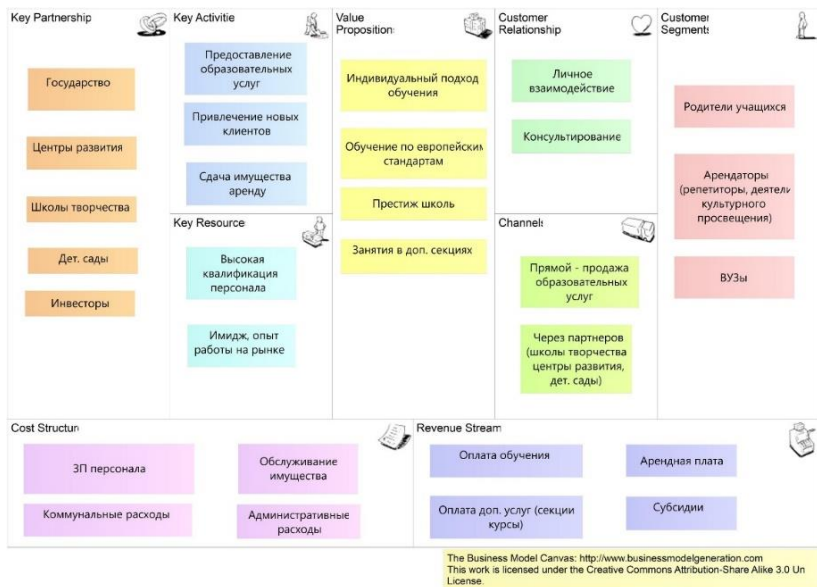 Key Partnership
Государство
Центры развития
Школы творчества
Дет. сады
Инвесторы
Key Activitie
Предоставление
образовательных
услуг
Привлечение новых
клиентов
Сдача имущества
аренду
Key Resource
Высокая
квалификация
персонала
Имидж, опыт
работы на рынке
Value
Proposition
Индивидуальный подход
обучения
Обучение по европейским
стандартам
Престиж школь
Занятия в доп. секциях
Customer
Relationship
Личное
взаимодействие
Консультирование
Channels
Прямой - продажа
образовательных
услуг
Через партнеров
(школы творчества
центры развития,
дет. сады)
Customer
Segments
Родители учащихся
Арендаторы
(репетиторы, деятели
культурного
просвещения)
ВУЗы
Cost Structur
ЗП персонала
Обслуживание
имущества
Коммунальные расходы
Административные
расходы
Revenue Stream
Оплата обучения
Арендная плата
Оплата доп. услуг (секции
курсы)
Субсидии
The Business Model Canvas: http://www.businessmodelgeneration.com
This work is licensed under the Creative Commons Attribution-Share Alike 3.0 Un
License.